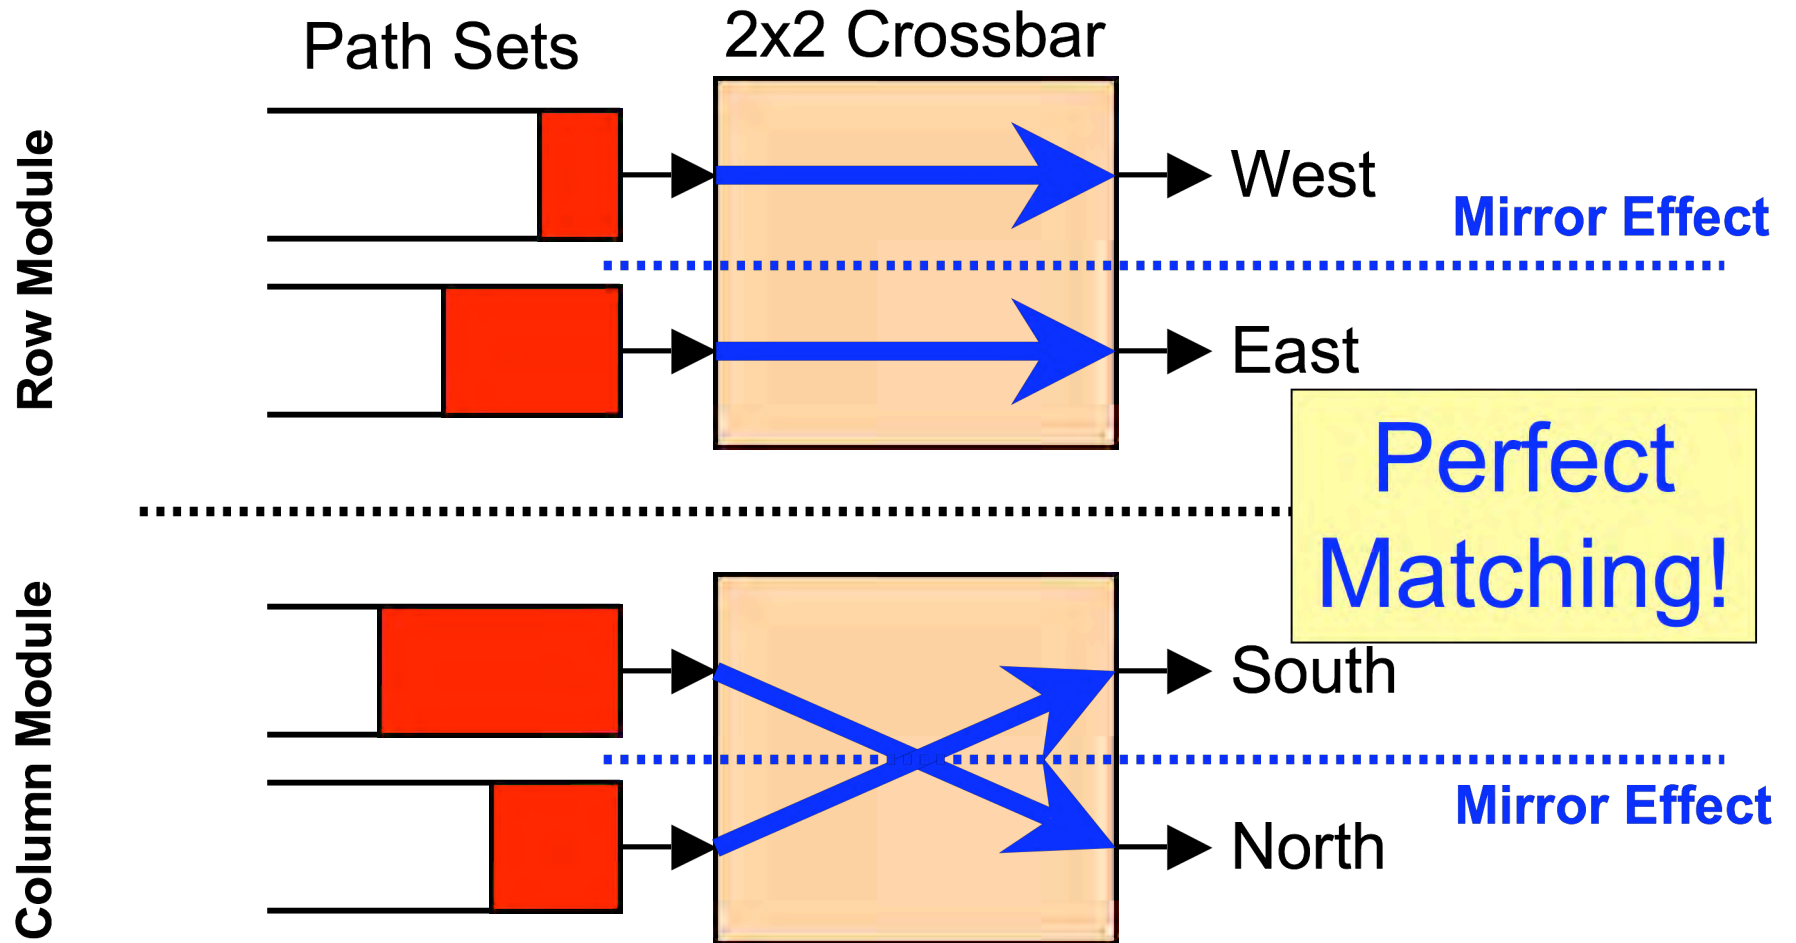 Path Sets
2x2 Crossbar
Row Module
West
Mirror Effect
East
Perfect
Matching!
Column Module
South
Mirror Effect
North